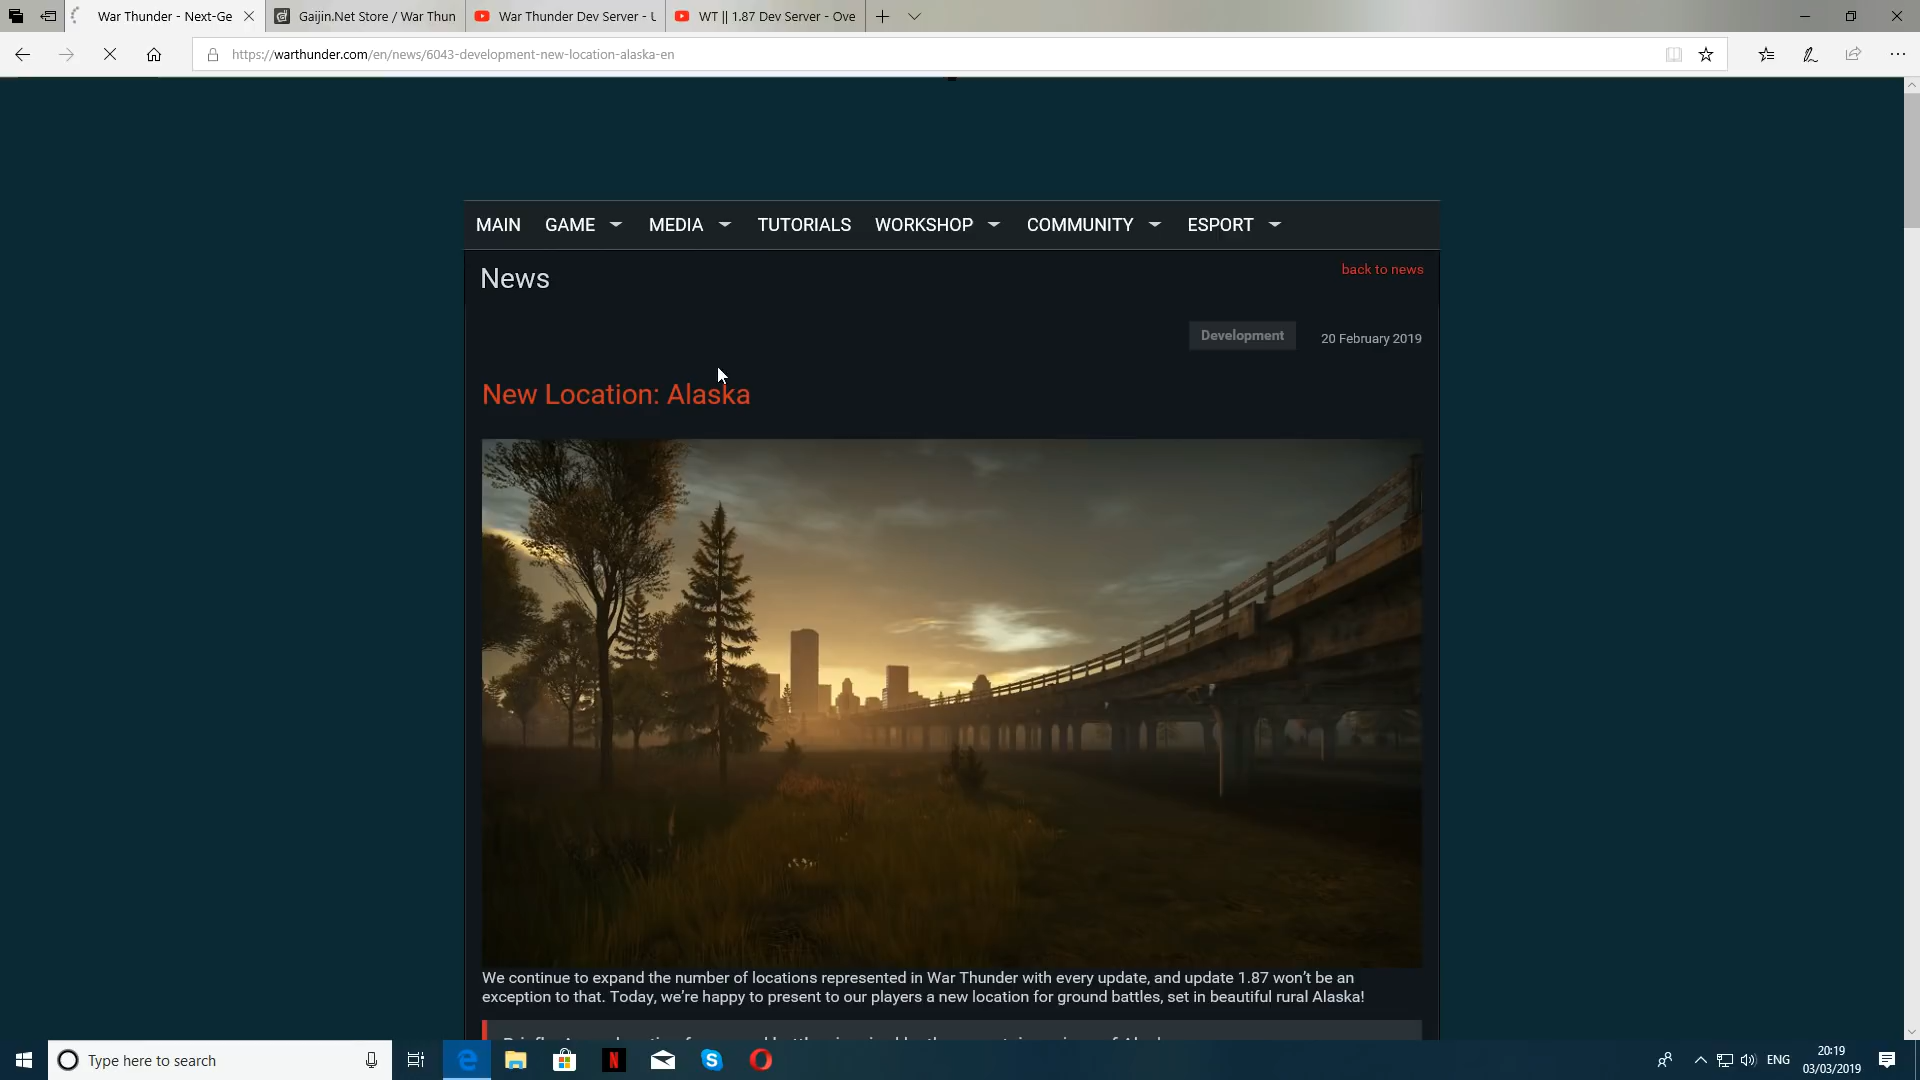 War Thunder - Next-Ge
Gaijin.Net Store / War Thun
War Thunder Dev Server - U
WT || 1.87 Dev Server - Ove
https://warthunder.com/en/news/6043-development-new-location-alaska-en
MAIN GAME MEDIA TUTORIALS WORKSHOP COMMUNITY ESPORT
News
back to news
Development
20 February 2019
New Location: Alaska
We continue to expand the number of locations represented in War Thunder with every update, and update 1.87 won't be an
exception to that. Today, we're happy to present to our players a new location for ground battles, set in beautiful rural Alaska!
Type here to search
ENG
20:19
03/03/2019